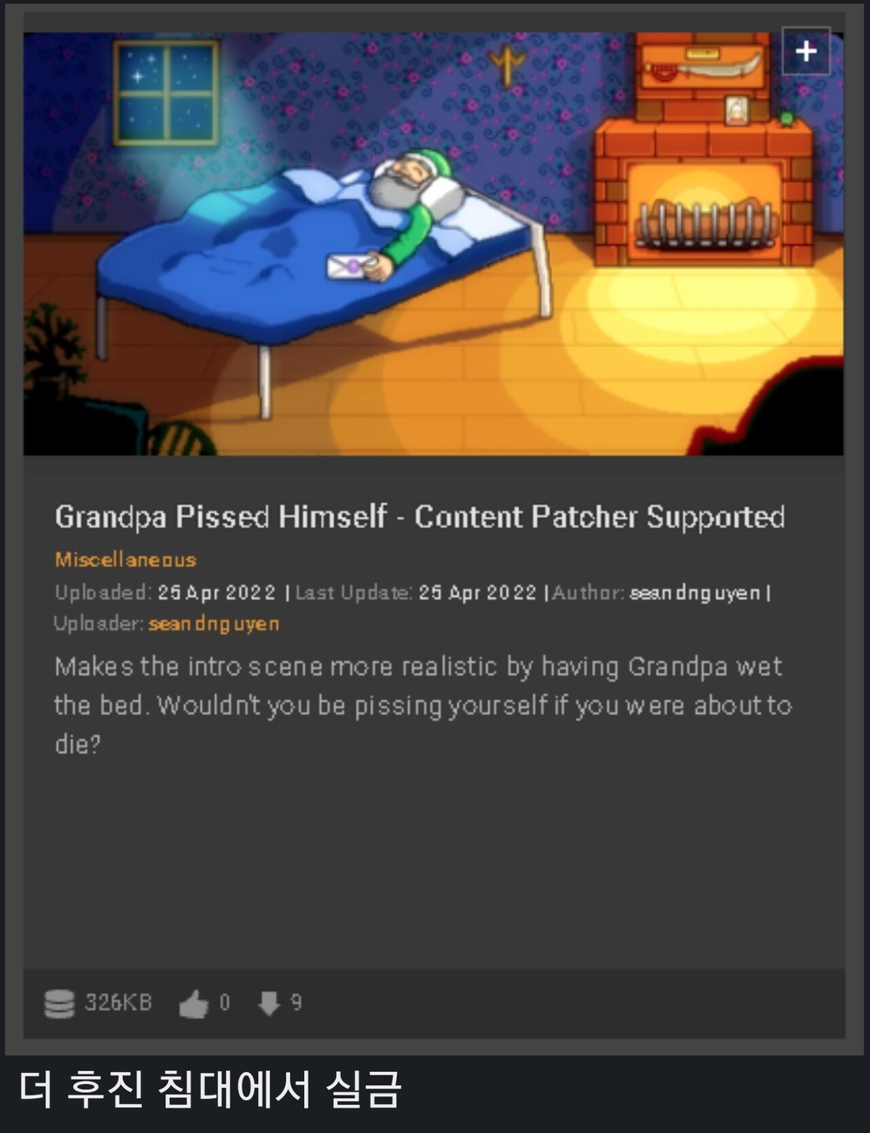 Grandpa Pissed Himself - Content Patcher Supported
Miscellaneous
Uploaded: 25 Apr 2022 | Last Update: 25 Apr 2022 | Author: seandnguyen |
Uploader: seandnguyen
Makes the intro scene more realistic by having Grandpa wet
the bed. Wouldn't you be pissing yourself if you were about to
die?
326KB 0 9
더 후진 침대에서 실금